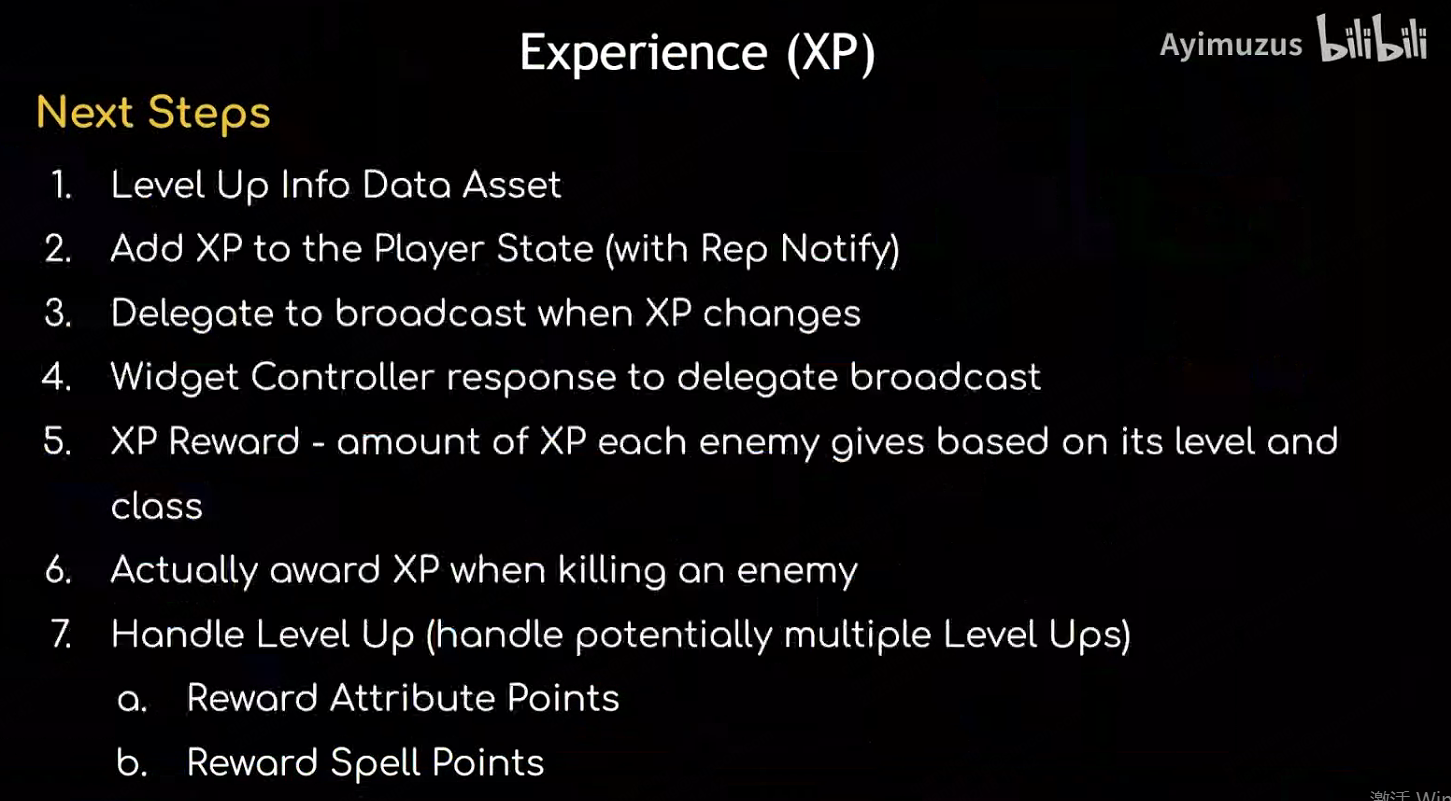 Experience (XP)
Ayimuzus bilibili
Next Steps
1. Level Up Info Data Asset
2. Add XP to the Player State (with Rep Notify)
3. Delegate to broadcast when XP changes
4. Widget Controller response to delegate broadcast
5. XP Reward - amount of XP each enemy gives based on its level and
class
6. Actually award XP when killing an enemy
7. Handle Level Up (handle potentially multiple Level Ups)
a. Reward Attribute Points
b. Reward Spell Points
激活 Win